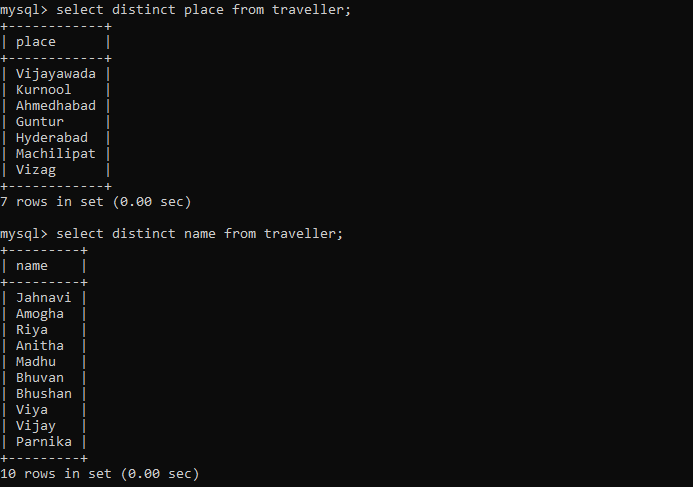 mysql> select distinct place from traveller;
+------------+
| place      |
+------------+
| Vijayawada |
| Kurnool    |
| Ahmedhabad |
| Guntur     |
| Hyderabad  |
| Machilipat |
| Vizag      |
+------------+
7 rows in set (0.00 sec)

mysql> select distinct name from traveller;
+---------+
| name    |
+---------+
| Jahnavi |
| Amogha  |
| Riya    |
| Anitha  |
| Madhu   |
| Bhuvan  |
| Bhushan |
| Viya    |
| Vijay   |
| Parnika |
+---------+
10 rows in set (0.00 sec)